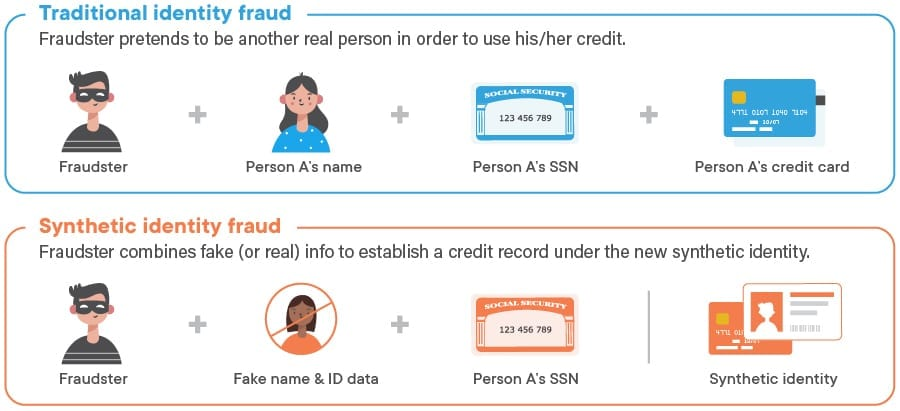 Traditional identity fraud
Fraudster pretends to be another real person in order to use his/her credit.
SOCIAL SECURITY
123 456 789
4771 0107 1040 7104
10/07
Fraudster
Person A's name
Person A's SSN
Person A's credit card
Synthetic identity fraud
Fraudster combines fake (or real) info to establish a credit record under the new synthetic identity.
SOCIAL SECURITY
123 456 789
4771 010
Fraudster
Fake name & ID data
Person A's SSN
Synthetic identity